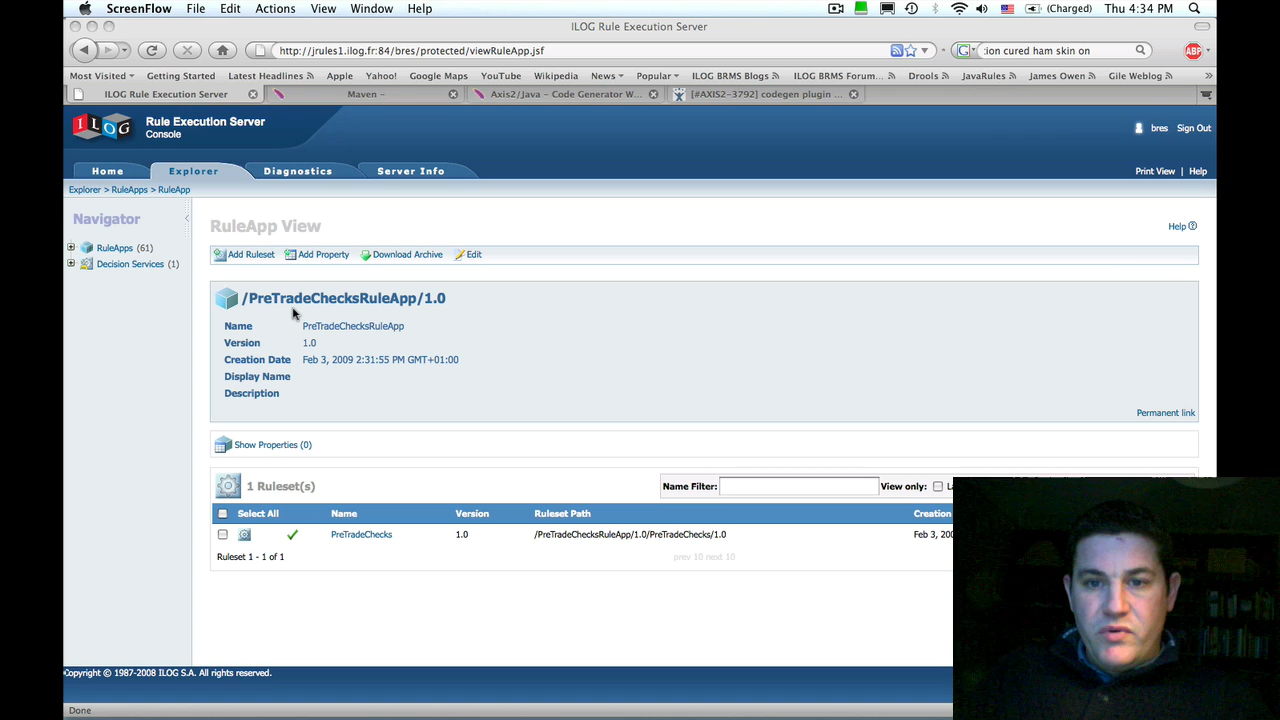 ScreenFlow File Edit Actions View Window Help (Charged) Thu 4:34 PM
ILOG Rule Execution Server
http://jrules1.ilog.fr:84/bres/protected/viewRuleApp.jsf :ion cured ham skin on ABP
Most Visited Getting Started Latest Headlines Apple Yahoo! Google Maps YouTube Wikipedia News Popular ILOG BRMS Blogs ILOG BRMS Forum... Drools JavaRules James Owen Gile Weblog »
ILOG Rule Execution Server Maven - Axis2/Java - Code Generator W... [#AXIS2-3792] codegen plugin ...
ILOG Rule Execution Server
Console
bres Sign Out
Home Explorer Diagnostics Server Info
Print View | Help
Explorer > RuleApps > RuleApp
Navigator
RuleApps (61)
Decision Services (1)
RuleApp View
Help
Add Ruleset Add Property Download Archive Edit
/PreTradeChecksRuleApp/1.0
Name PreTradeChecksRuleApp
Version 1.0
Creation Date Feb 3, 2009 2:31:55 PM GMT+01:00
Display Name
Description
Permanent link
Show Properties (0)
1 Ruleset(s) Name Filter: View only:
Select All Name Version Ruleset Path Creation
PreTradeChecks 1.0 /PreTradeChecksRuleApp/1.0/PreTradeChecks/1.0 Feb 3,
Ruleset 1 - 1 of 1 prev 10 next 10
Copyright © 1987-2008 ILOG S.A. All rights reserved.
Done